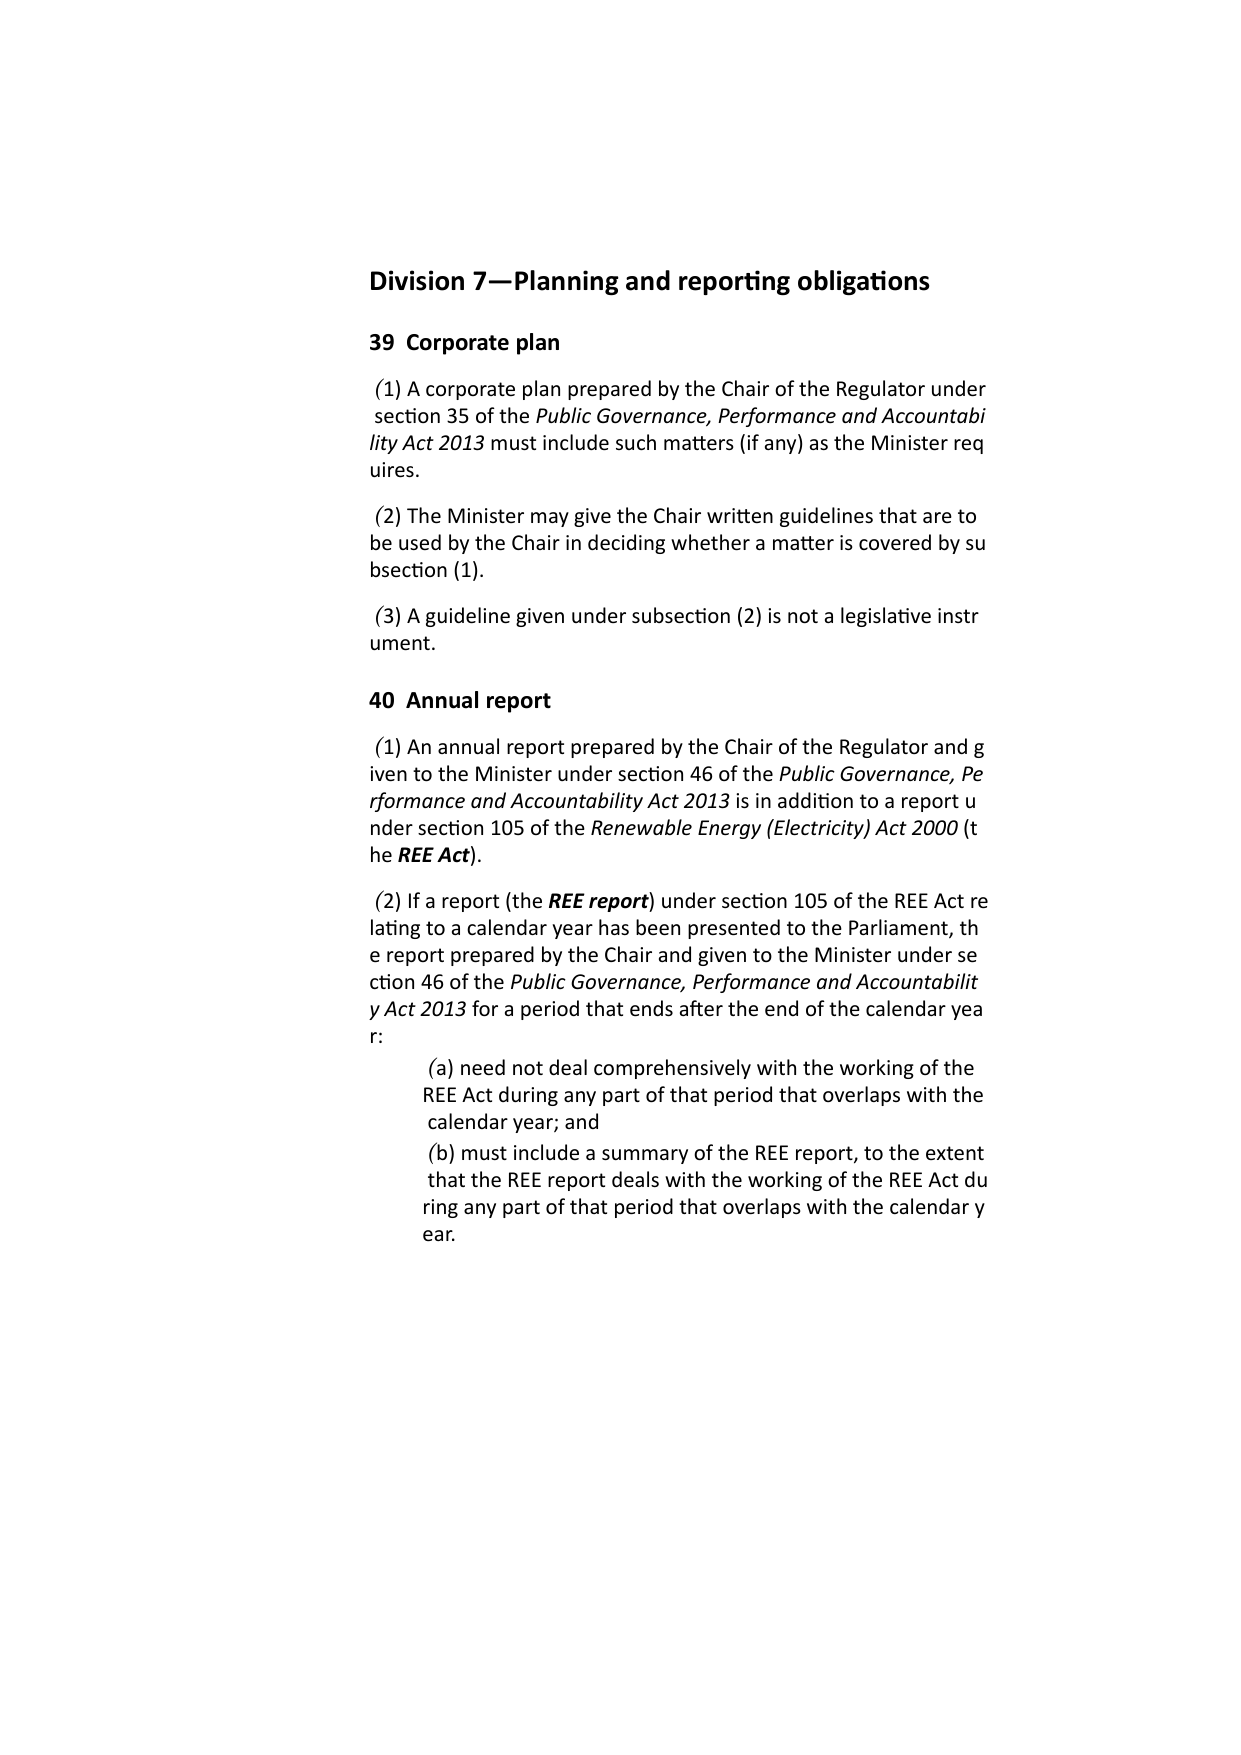 Division 7—Planning and reporting obligations
39  Corporate plan
(1) A corporate plan prepared by the Chair of the Regulator under
section 35 of the Public Governance, Performance and Accountabi
lity Act 2013 must include such matters (if any) as the Minister req
uires.
(2) The Minister may give the Chair written guidelines that are to
be used by the Chair in deciding whether a matter is covered by su
bsection (1).
(3) A guideline given under subsection (2) is not a legislative instr
ument.
40  Annual report
(1) An annual report prepared by the Chair of the Regulator and g
iven to the Minister under section 46 of the Public Governance, Pe
rformance and Accountability Act 2013 is in addition to a report u
nder section 105 of the Renewable Energy (Electricity) Act 2000 (t
he REE Act).
(2) If a report (the REE report) under section 105 of the REE Act re
lating to a calendar year has been presented to the Parliament, th
e report prepared by the Chair and given to the Minister under se
ction 46 of the Public Governance, Performance and Accountabilit
y Act 2013 for a period that ends after the end of the calendar yea
r:
(a) need not deal comprehensively with the working of the
REE Act during any part of that period that overlaps with the
calendar year; and
(b) must include a summary of the REE report, to the extent
that the REE report deals with the working of the REE Act du
ring any part of that period that overlaps with the calendar y
ear.